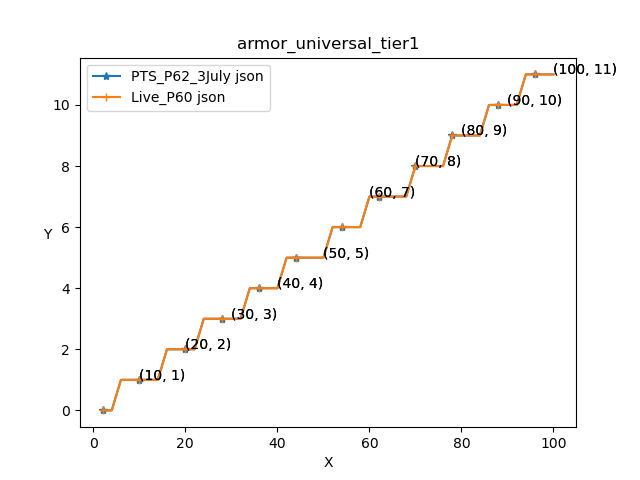 armor_universal_tier1
PTS_P62_3July json
Live_P60 json
(100, 11)
(90, 10)
(80, 9)
(70, 8)
(60, 7)
(50, 5)
(40, 4)
(30, 3)
(20, 2)
(10, 1)
10
8
6
4
2
0
Y
0 20 40 60 80 100
X